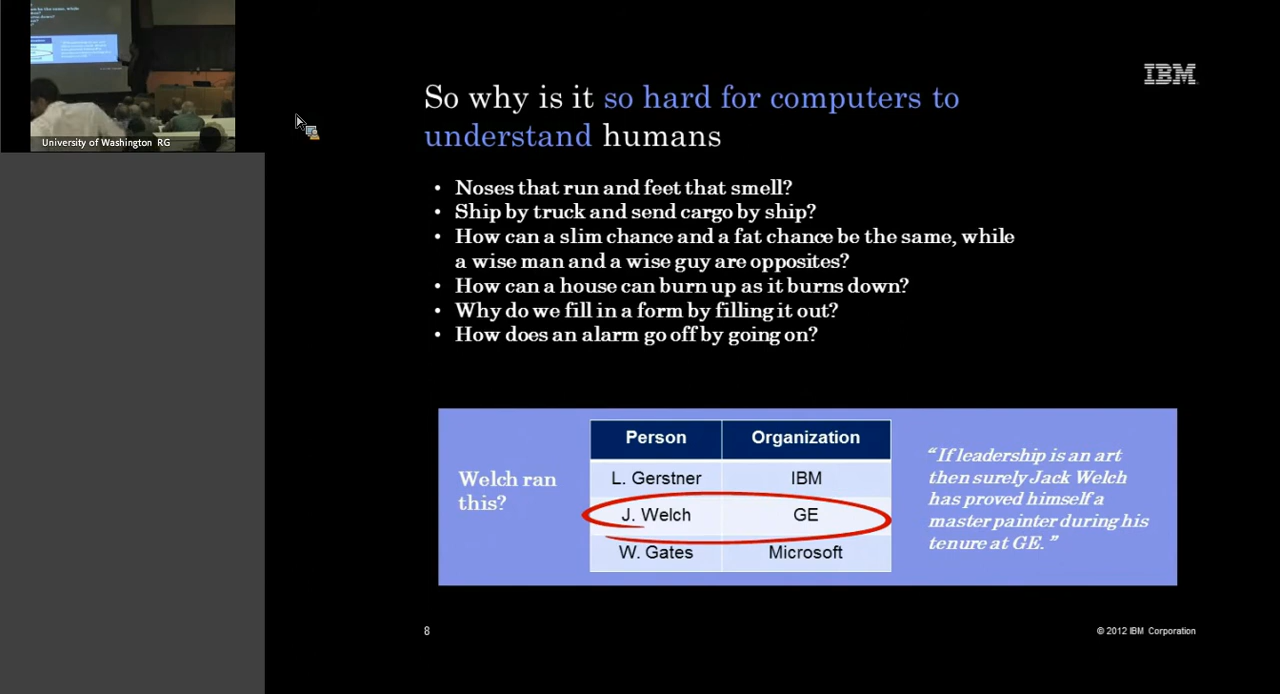 University of Washington RG
IBM
So why is it so hard for computers to
understand humans
• Noses that run and feet that smell?
• Ship by truck and send cargo by ship?
• How can a slim chance and a fat chance be the same, while
a wise man and a wise guy are opposites?
• How can a house can burn up as it burns down?
• Why do we fill in a form by filling it out?
• How does an alarm go off by going on?
Welch ran
this?
Person Organization
L. Gerstner IBM
J. Welch GE
W. Gates Microsoft
“If leadership is an art
then surely Jack Welch
has proved himself a
master painter during his
tenure at GE.”
8
© 2012 IBM Corporation